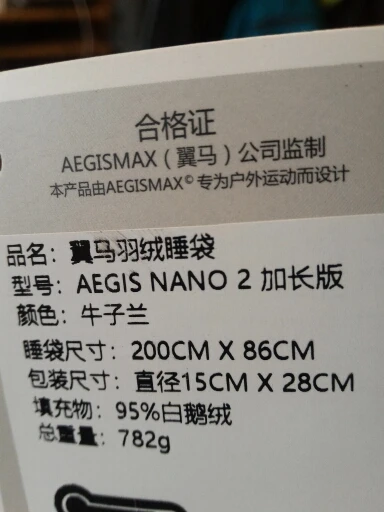 合格证
AEGISMAX（翼马）公司监制
本产品由AEGISMAX©专为户外运动而设计
品名：翼马羽绒睡袋
型号：AEGIS NANO 2 加长版
颜色：牛子兰
睡袋尺寸：200CM X 86CM
包装尺寸：直径15CM X 28CM
填充物：95%白鹅绒
总重量：782g